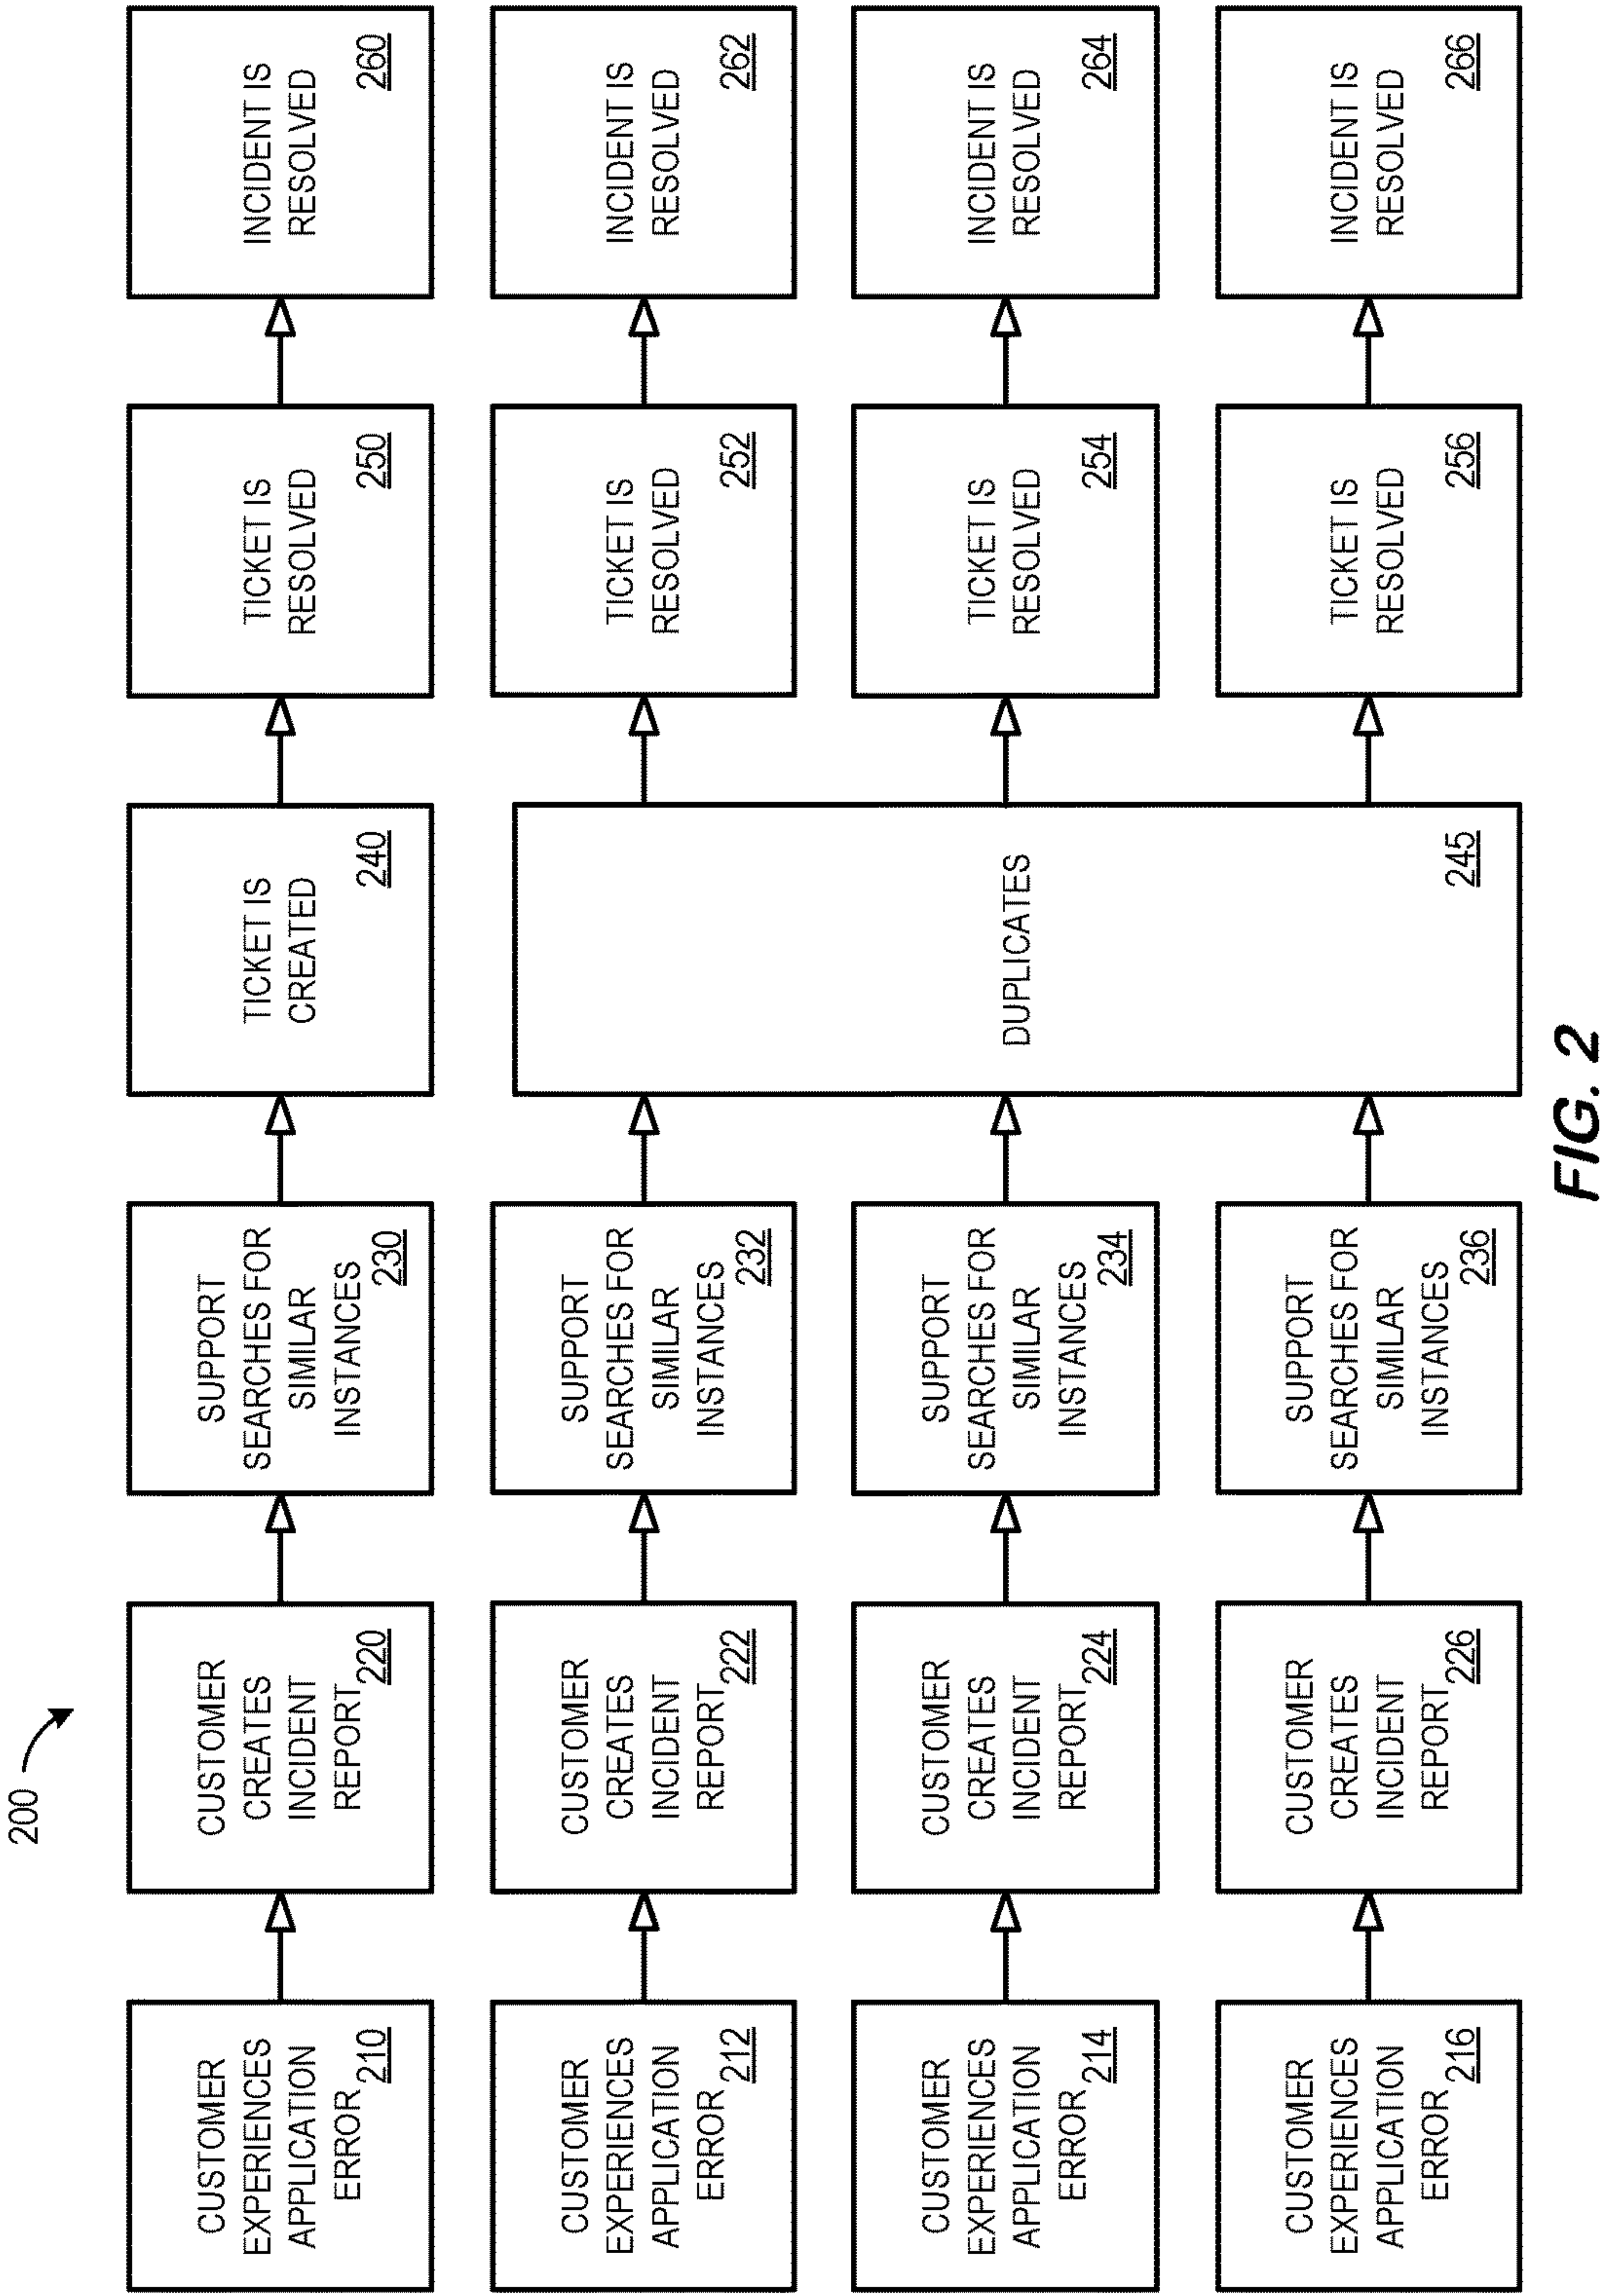 200
CUSTOMER
EXPERIENCES
APPLICATION
ERROR
210
CUSTOMER
CREATES
INCIDENT
REPORT
220
SUPPORT
SEARCHES FOR
SIMILAR
INSTANCES
230
TICKET IS
CREATED
240
TICKET IS
RESOLVED
250
INCIDENT IS
RESOLVED
260
CUSTOMER
EXPERIENCES
APPLICATION
ERROR
212
CUSTOMER
CREATES
INCIDENT
REPORT
222
SUPPORT
SEARCHES FOR
SIMILAR
INSTANCES
232
TICKET IS
RESOLVED
252
INCIDENT IS
RESOLVED
262
CUSTOMER
EXPERIENCES
APPLICATION
ERROR
214
CUSTOMER
CREATES
INCIDENT
REPORT
224
SUPPORT
SEARCHES FOR
SIMILAR
INSTANCES
234
DUPLICATES
245
TICKET IS
RESOLVED
254
INCIDENT IS
RESOLVED
264
CUSTOMER
EXPERIENCES
APPLICATION
ERROR
216
CUSTOMER
CREATES
INCIDENT
REPORT
226
SUPPORT
SEARCHES FOR
SIMILAR
INSTANCES
236
TICKET IS
RESOLVED
256
INCIDENT IS
RESOLVED
266
FIG. 2